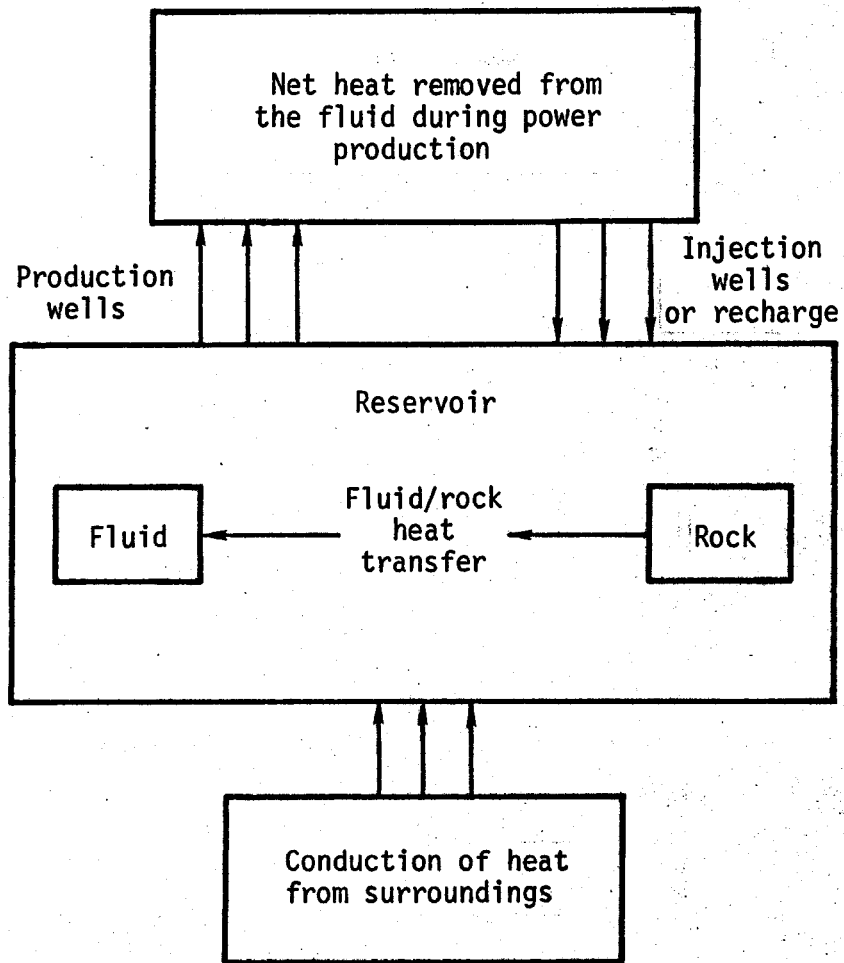 Net heat removed from
the fluid during power
production
Production
wells
Injection
wells
or recharge
Reservoir
Fluid
Fluid/rock
heat
transfer
Rock
Conduction of heat
from surroundings